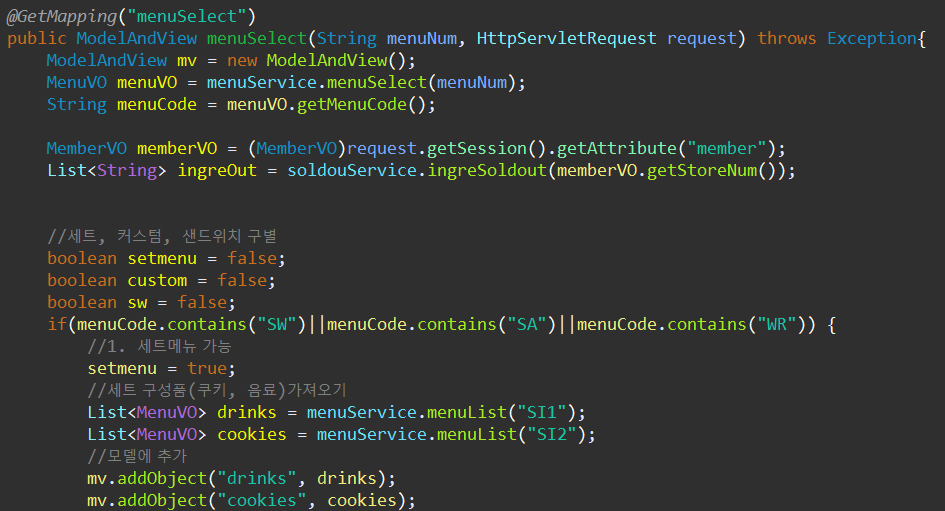 @GetMapping("menuSelect")
public ModelAndView menuSelect(String menuNum, HttpServletRequest request) throws Exception{
ModelAndView mv = new ModelAndView();
MenuVO menuVO = menuService.menuSelect(menuNum);
String menuCode = menuVO.getMenuCode();
MemberVO memberVO = (MemberVO)request.getSession().getAttribute("member");
List<String> ingreOut = soldouService.ingreSoldout(memberVO.getStoreNum());
//세트, 커스텀, 샌드위치 구별
boolean setmenu = false;
boolean custom = false;
boolean sw = false;
if(menuCode.contains("SW")||menuCode.contains("SA")||menuCode.contains("WR")) {
//1. 세트메뉴 가능
setmenu = true;
//세트 구성품(쿠키, 음료)가져오기
List<MenuVO> drinks = menuService.menuList("SI1");
List<MenuVO> cookies = menuService.menuList("SI2");
//모델에 추가
mv.addObject("drinks", drinks);
mv.addObject("cookies", cookies);